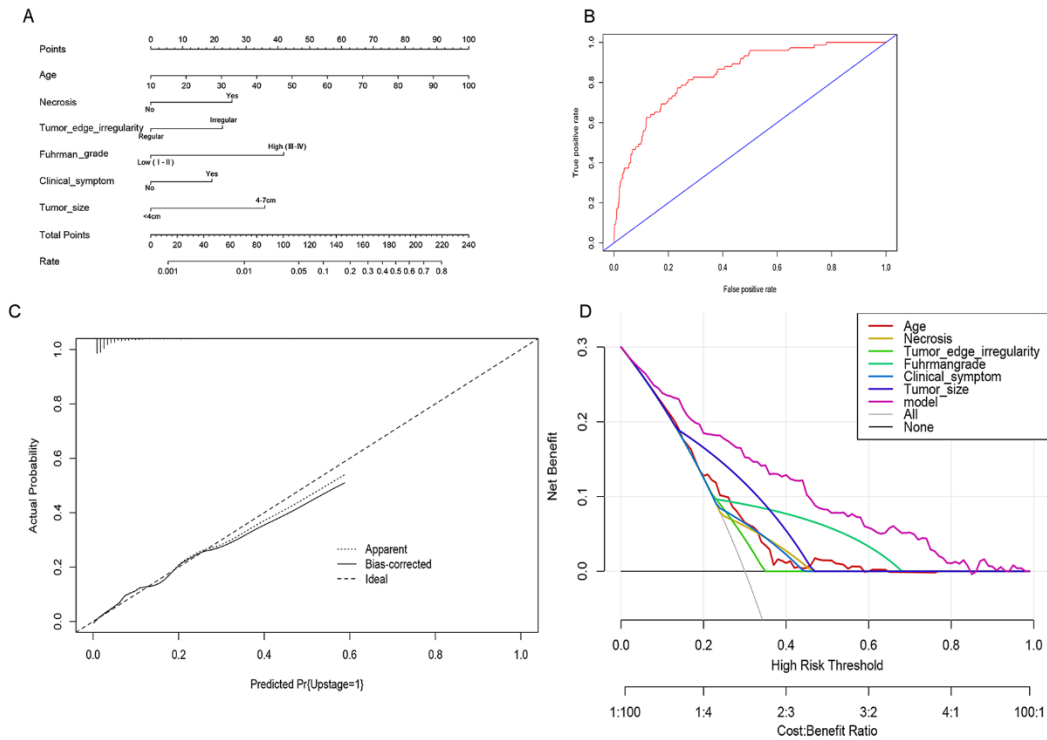 A
Points
0 10 20 30 40 50 60 70 80 90 100
Age
10 20 30 40 50 60 70 80 90 100
Necrosis
Yes
No
Tumor_edge_irregularity
Irregular
Regular
Fuhrman_grade
High (III-IV)
Low ( I - II )
Clinical_symptom
Yes
No
Tumor_size
4-7cm
<4cm
Total Points
0 20 40 60 80 100 120 140 160 180 200 220 240
Rate
0.001 0.01 0.05 0.1 0.2 0.3 0.4 0.5 0.6 0.7 0.8
B
True positive rate
1.0
0.8
0.6
0.4
0.2
0.0
0.0 0.2 0.4 0.6 0.8 1.0
False positive rate
C
Actual Probability
1.0
0.8
0.6
0.4
0.2
0.0
Apparent
Bias-corrected
Ideal
0.0 0.2 0.4 0.6 0.8 1.0
Predicted Pr{Upstage=1}
D
Net Benefit
0.3
0.2
0.1
0.0
Age
Necrosis
Tumor_edge_irregularity
Fuhrmangrade
Clinical_symptom
Tumor_size
model
All
None
0.0 0.2 0.4 0.6 0.8 1.0
High Risk Threshold
1:100 1:4 2:3 3:2 4:1 100:1
Cost:Benefit Ratio